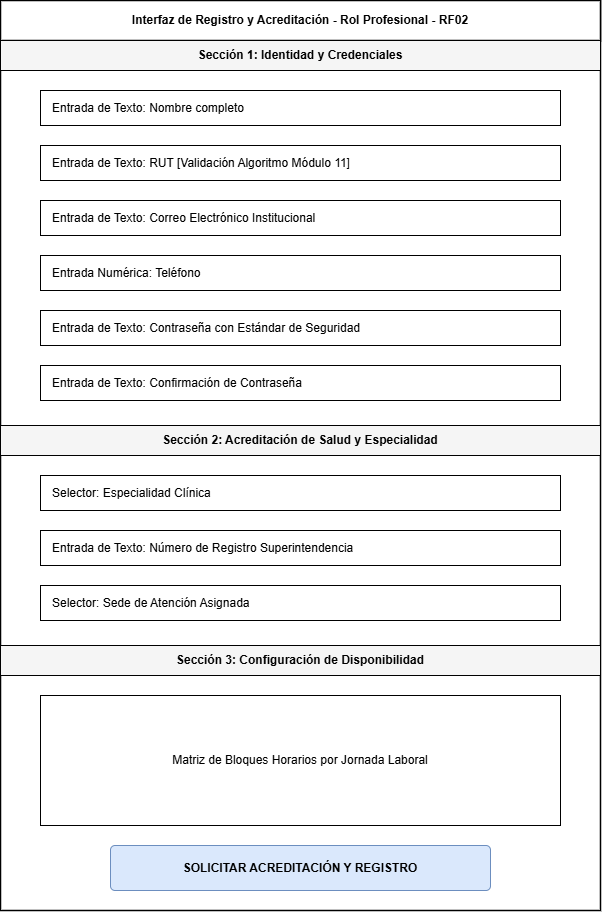 Interfaz de Registro y Acreditación - Rol Profesional - RF02
Sección 1: Identidad y Credenciales
Entrada de Texto: Nombre completo
Entrada de Texto: RUT [Validación Algoritmo Módulo 11]
Entrada de Texto: Correo Electrónico Institucional
Entrada Numérica: Teléfono
Entrada de Texto: Contraseña con Estándar de Seguridad
Entrada de Texto: Confirmación de Contraseña
Sección 2: Acreditación de Salud y Especialidad
Selector: Especialidad Clínica
Entrada de Texto: Número de Registro Superintendencia
Selector: Sede de Atención Asignada
Sección 3: Configuración de Disponibilidad
Matriz de Bloques Horarios por Jornada Laboral
SOLICITAR ACREDITACIÓN Y REGISTRO